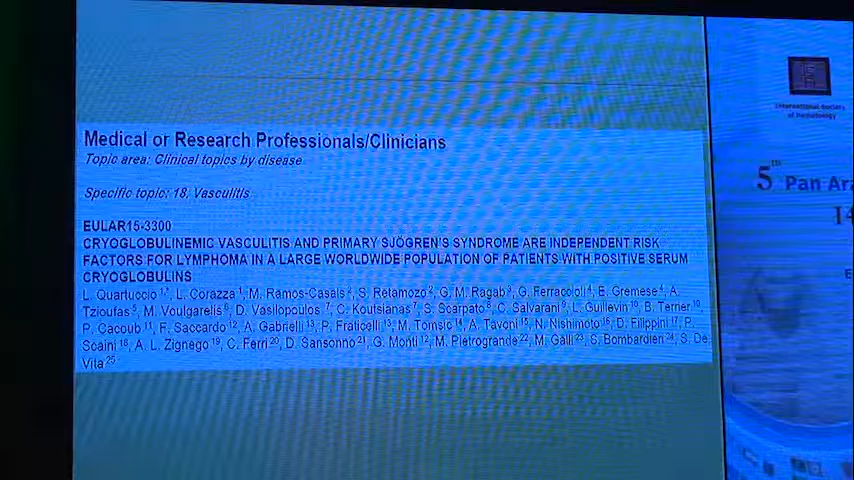 Medical or Research Professionals/Clinicians
Topic area: Clinical topics by disease
Specific topic: 18. Vasculitis
EULAR15-3300
CRYOGLOBULINEMIC VASCULITIS AND PRIMARY SJÖGREN'S SYNDROME ARE INDEPENDENT RISK
FACTORS FOR LYMPHOMA IN A LARGE WORLDWIDE POPULATION OF PATIENTS WITH POSITIVE SERUM
CRYOGLOBULINS
L. Quartuccio 1,*, L. Corazza 1, M. Ramos-Casals 2, S. Retamozo 2, G. M. Ragab 3, G. Ferraccioli 4, E. Gremese 4, A.
Tzioufas 5, M. Voulgarelis 6, D. Vassilopoulos 7, C. Koutsianas 7, S. Scarpato 8, C. Salvarani 9, L. Guillevin 10, B. Terrier 10,
P. Cacoub 11, F. Saccardo 12, A. Gabrielli 13, P. Fraticelli 13, M. Tomsic 14, A. Tavoni 15, N. Nishimoto 16, D. Filippini 17, P.
Scaini 18, A. L. Zignego 19, C. Ferri 20, D. Sansonno 21, G. Monti 12, M. Pietrogrande 22, M. Galli 23, S. Bombardieri 24, S. De
Vita 25
International Society
of Hematology
5th Pan Ara
14